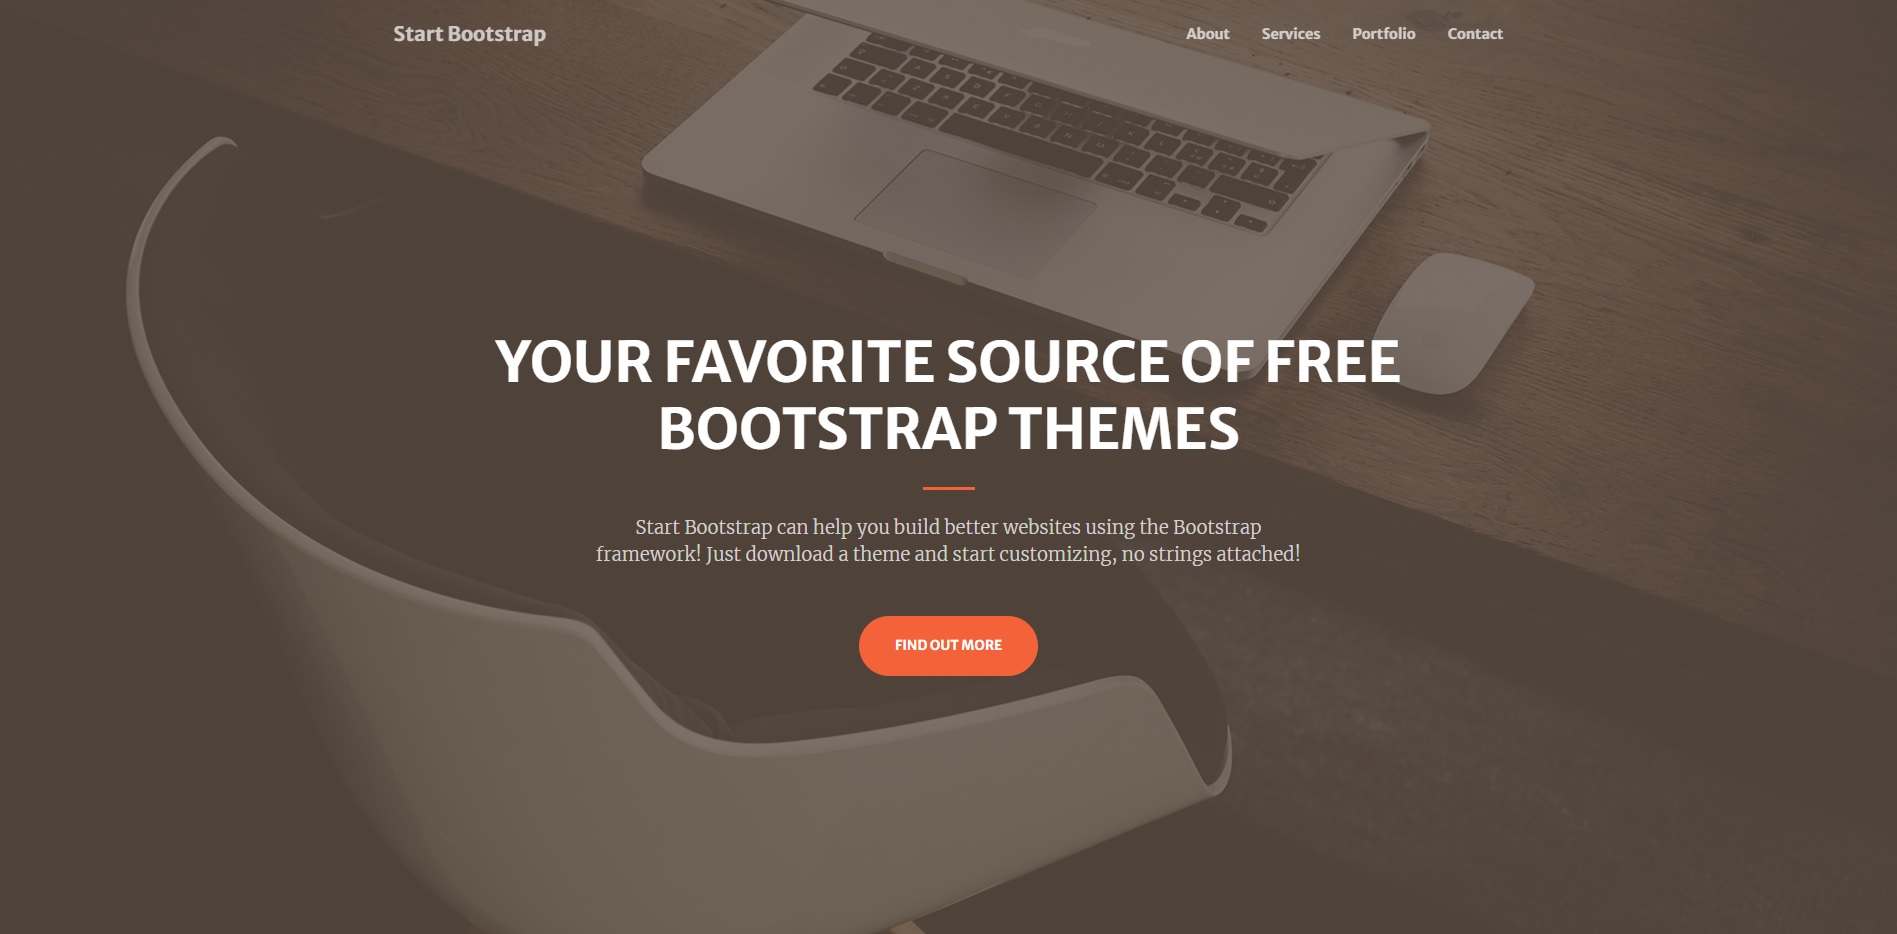 Start Bootstrap
About Services Portfolio Contact
YOUR FAVORITE SOURCE OF FREE
BOOTSTRAP THEMES
Start Bootstrap can help you build better websites using the Bootstrap
framework! Just download a theme and start customizing, no strings attached!
FIND OUT MORE